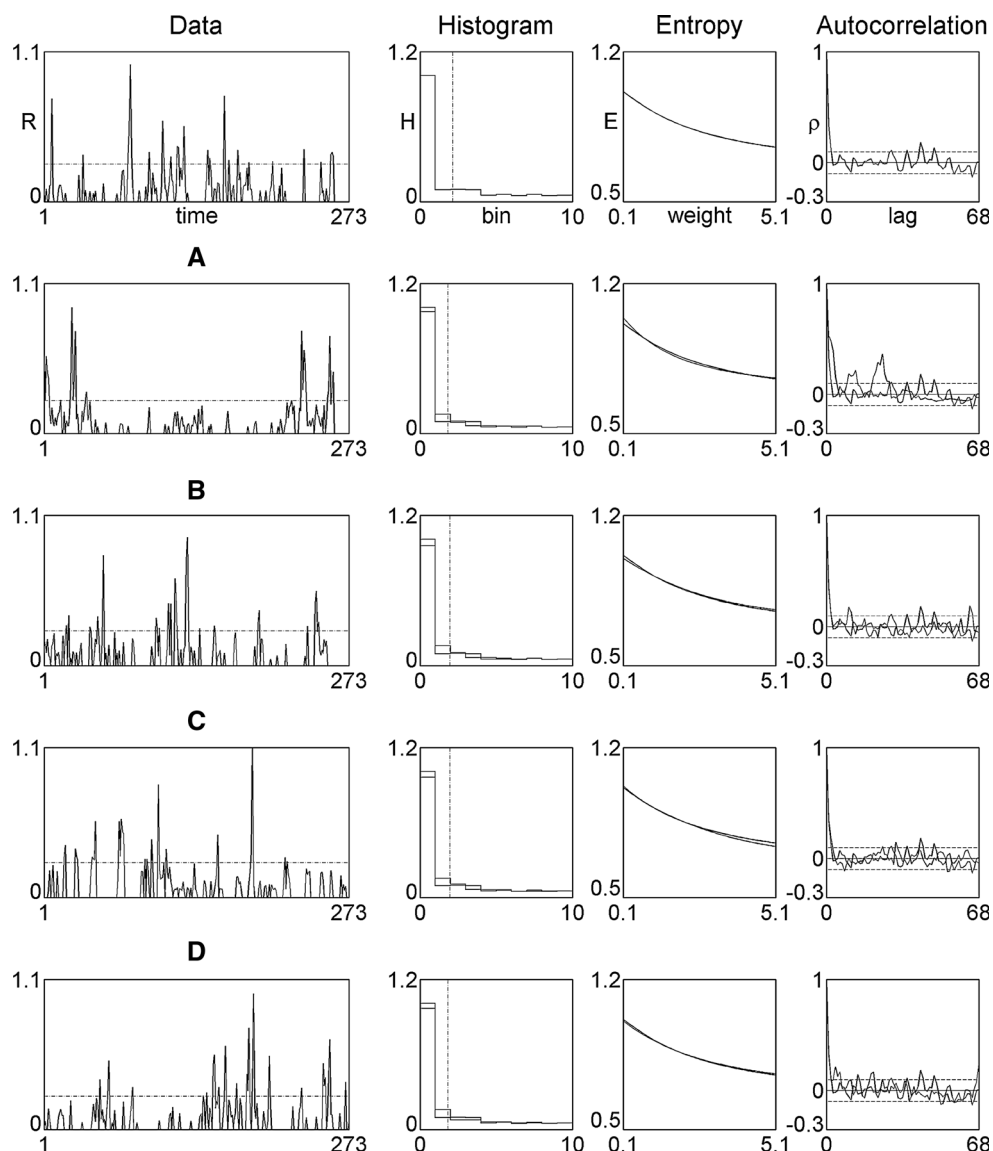 Data Histogram Entropy Autocorrelation
1.1 1.2 1.2 1
R H E ρ
0
0 0 0.5 -0.3
1 time 273 0 bin 10 0.1 weight 5.1 0 lag 68
A
1.1 1.2 1.2 1
0
0 0 0.5 -0.3
1 273 0 10 0.1 5.1 0 68
B
1.1 1.2 1.2 1
0
0 0 0.5 -0.3
1 273 0 10 0.1 5.1 0 68
C
1.1 1.2 1.2 1
0
0 0 0.5 -0.3
1 273 0 10 0.1 5.1 0 68
D
1.1 1.2 1.2 1
0
0 0 0.5 -0.3
1 273 0 10 0.1 5.1 0 68